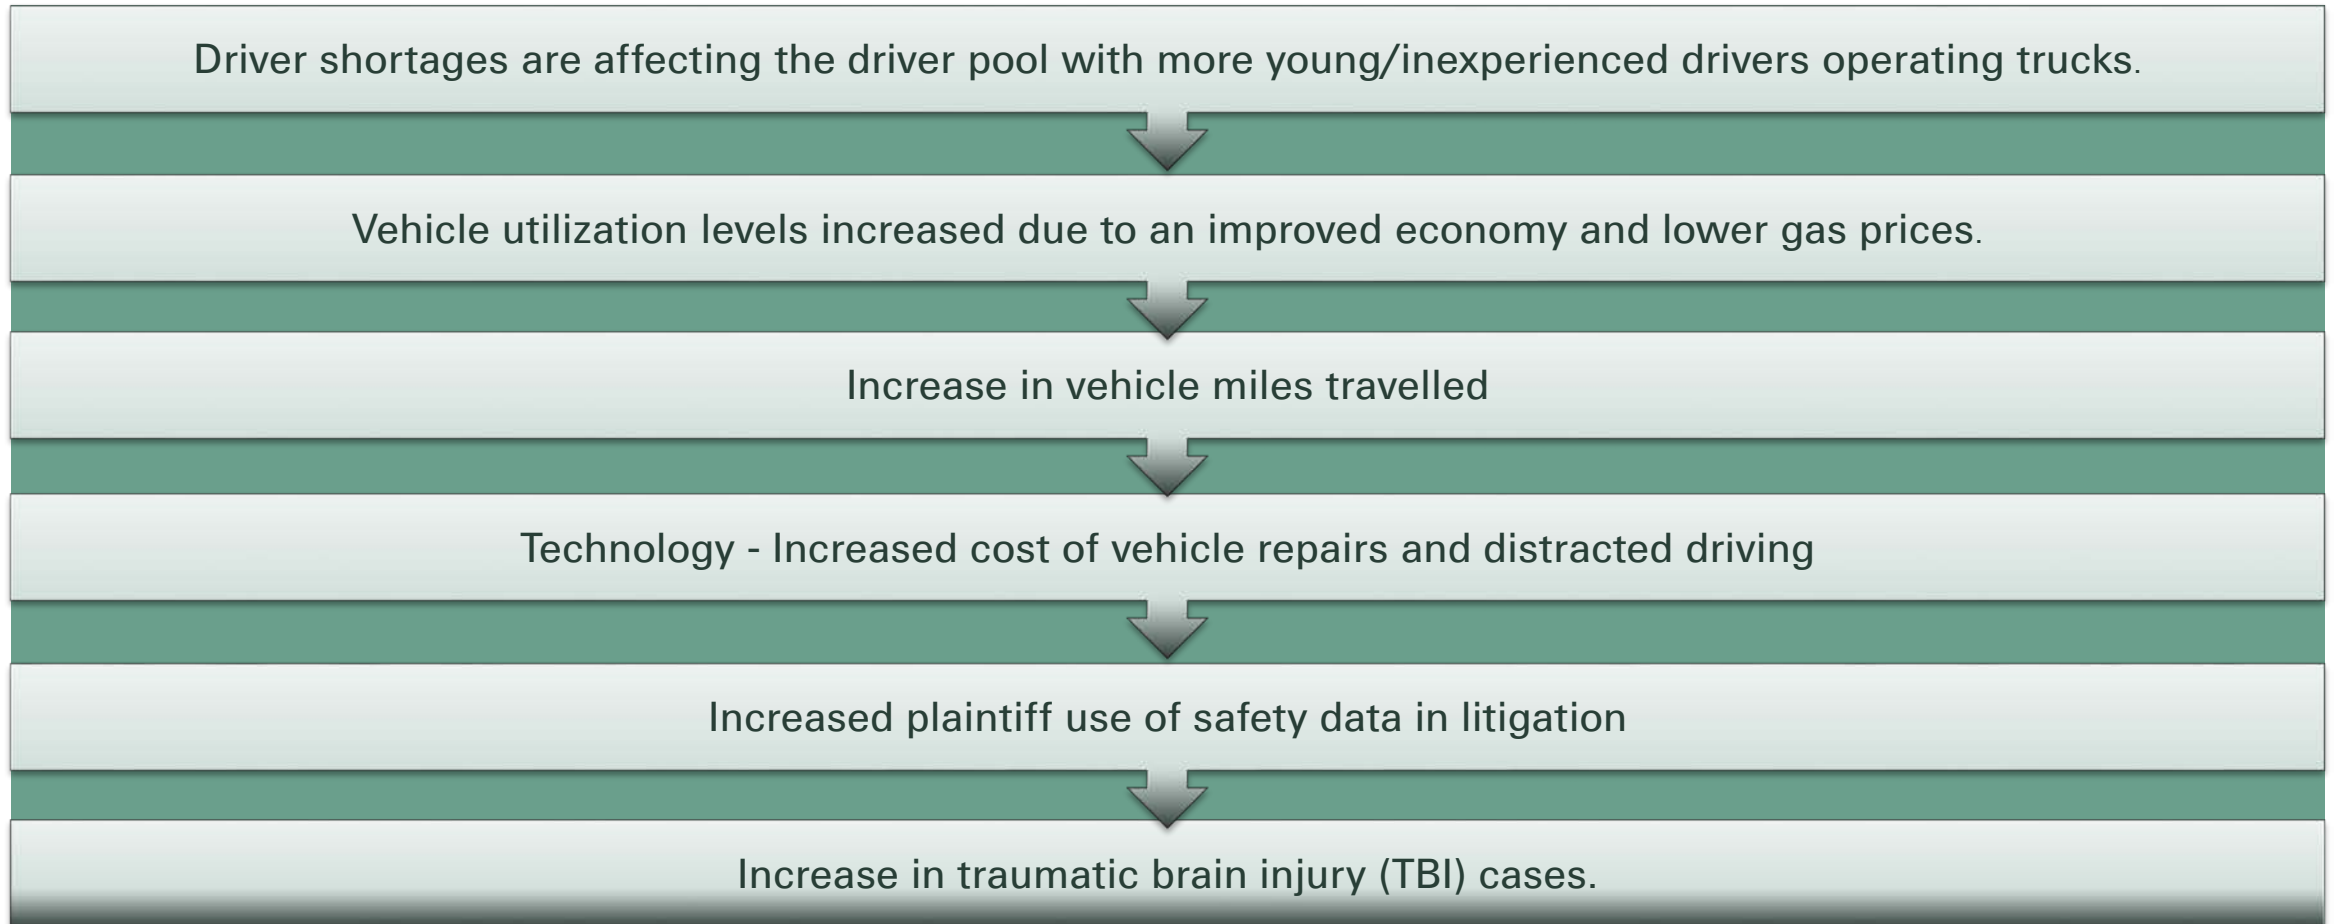 Driver shortages are affecting the driver pool with more young/inexperienced drivers operating trucks.
Vehicle utilization levels increased due to an improved economy and lower gas prices.
Increase in vehicle miles travelled
Technology - Increased cost of vehicle repairs and distracted driving
Increased plaintiff use of safety data in litigation
Increase in traumatic brain injury (TBI) cases.